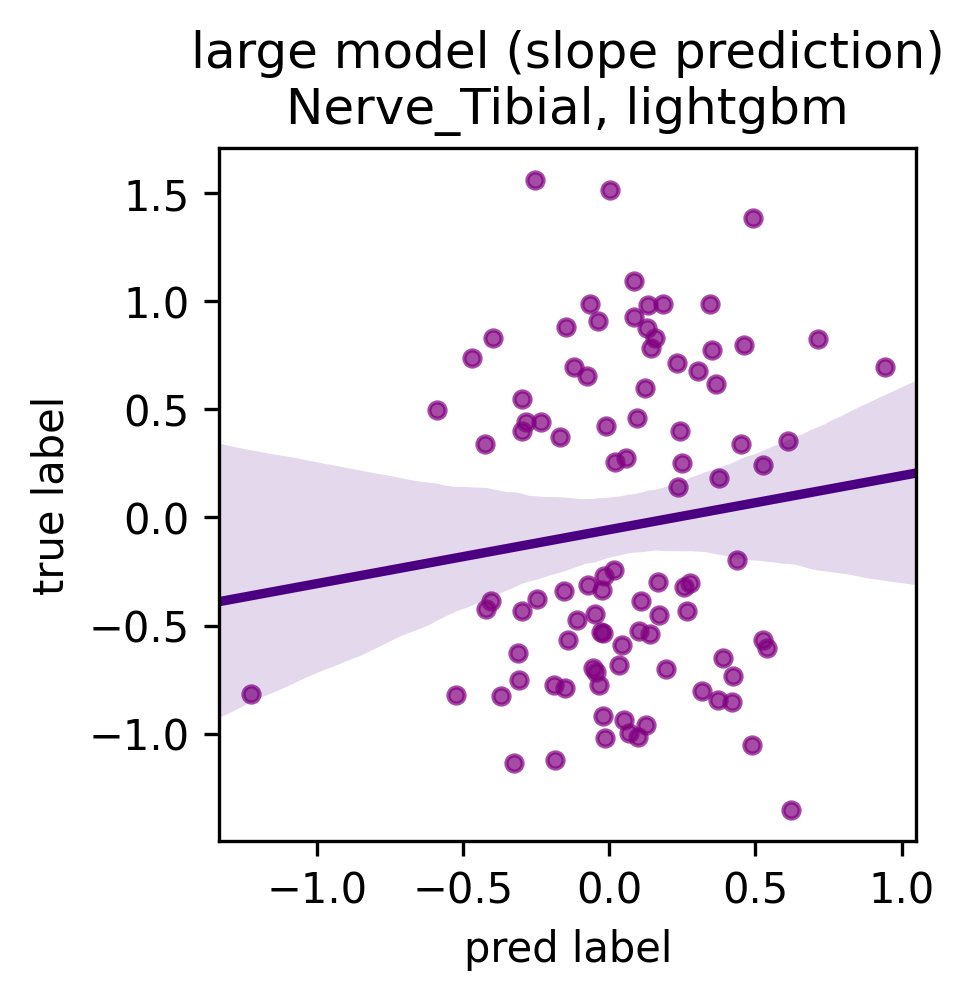 large model (slope prediction)
Nerve_Tibial, lightgbm
1.5
1.0
0.5
0.0
−0.5
−1.0
true label
−1.0 −0.5 0.0 0.5 1.0
pred label